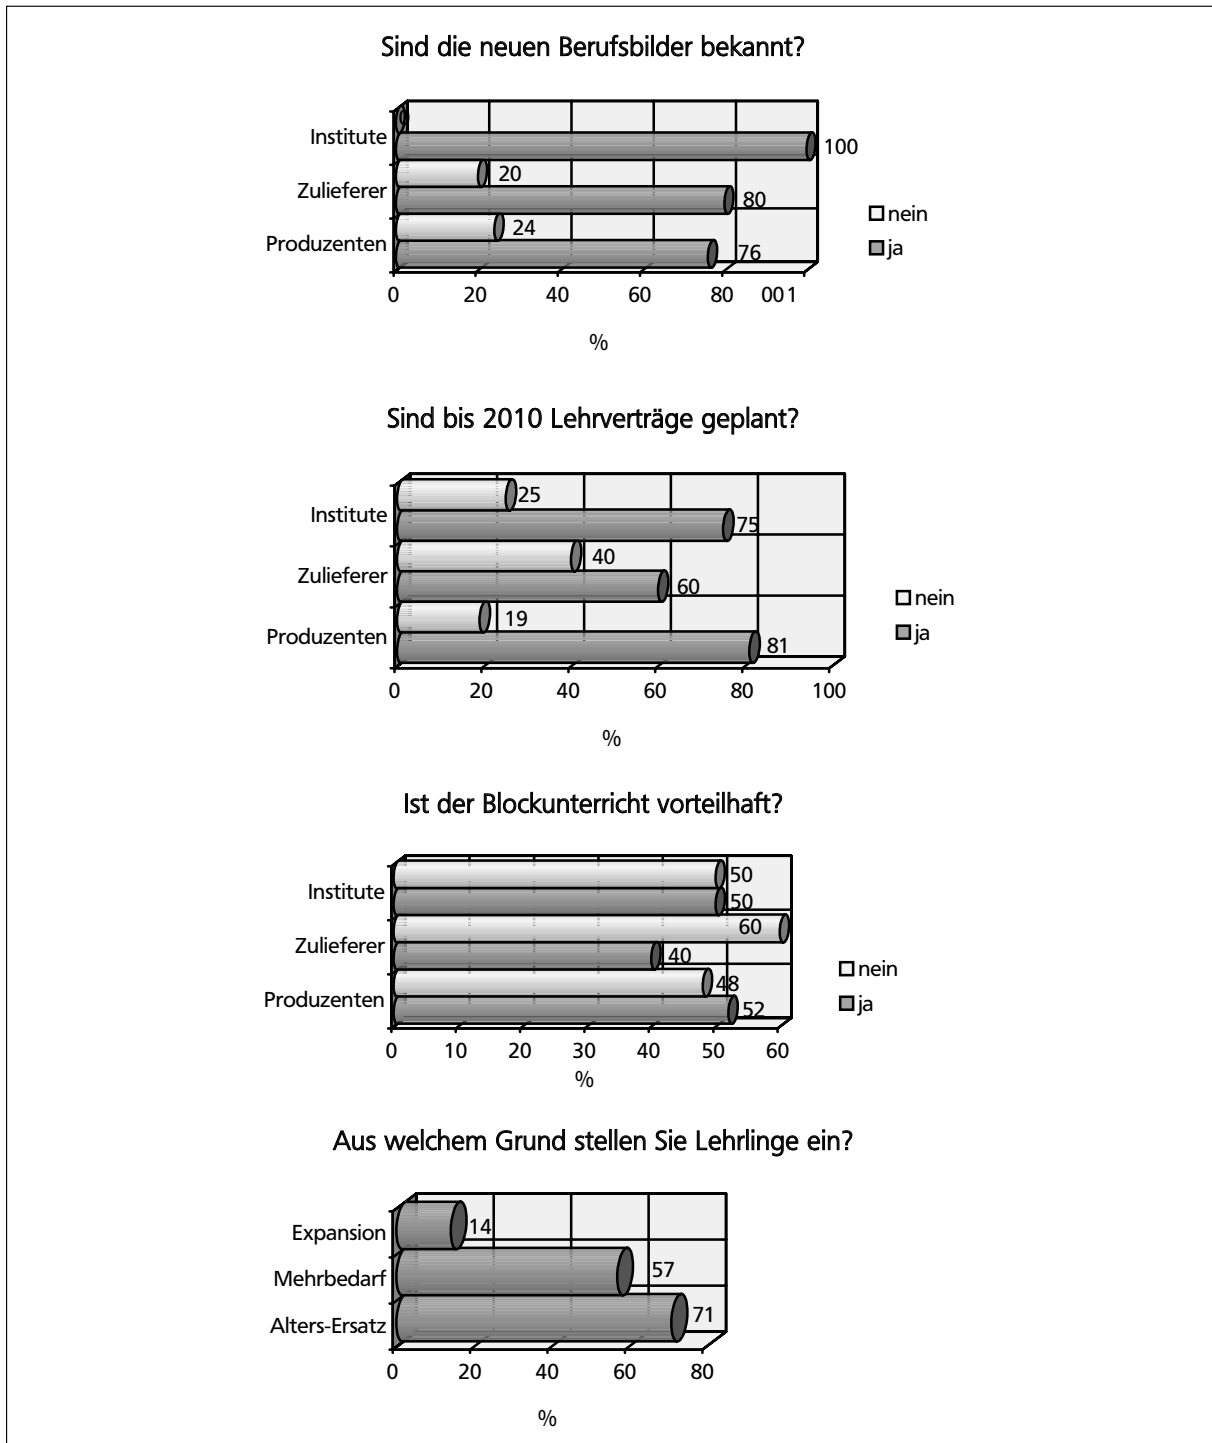 Sind die neuen Berufsbilder bekannt?
0
Institute
100
20
Zulieferer
80
24
Produzenten
76
nein
ja
0 20 40 60 80 001
%
Sind bis 2010 Lehrverträge geplant?
25
Institute
75
40
Zulieferer
60
19
Produzenten
81
nein
ja
0 20 40 60 80 100
%
Ist der Blockunterricht vorteilhaft?
50
Institute
50
60
Zulieferer
40
48
Produzenten
52
nein
ja
0 10 20 30 40 50 60
%
Aus welchem Grund stellen Sie Lehrlinge ein?
Expansion 14
Mehrbedarf 57
Alters-Ersatz 71
0 20 40 60 80
%